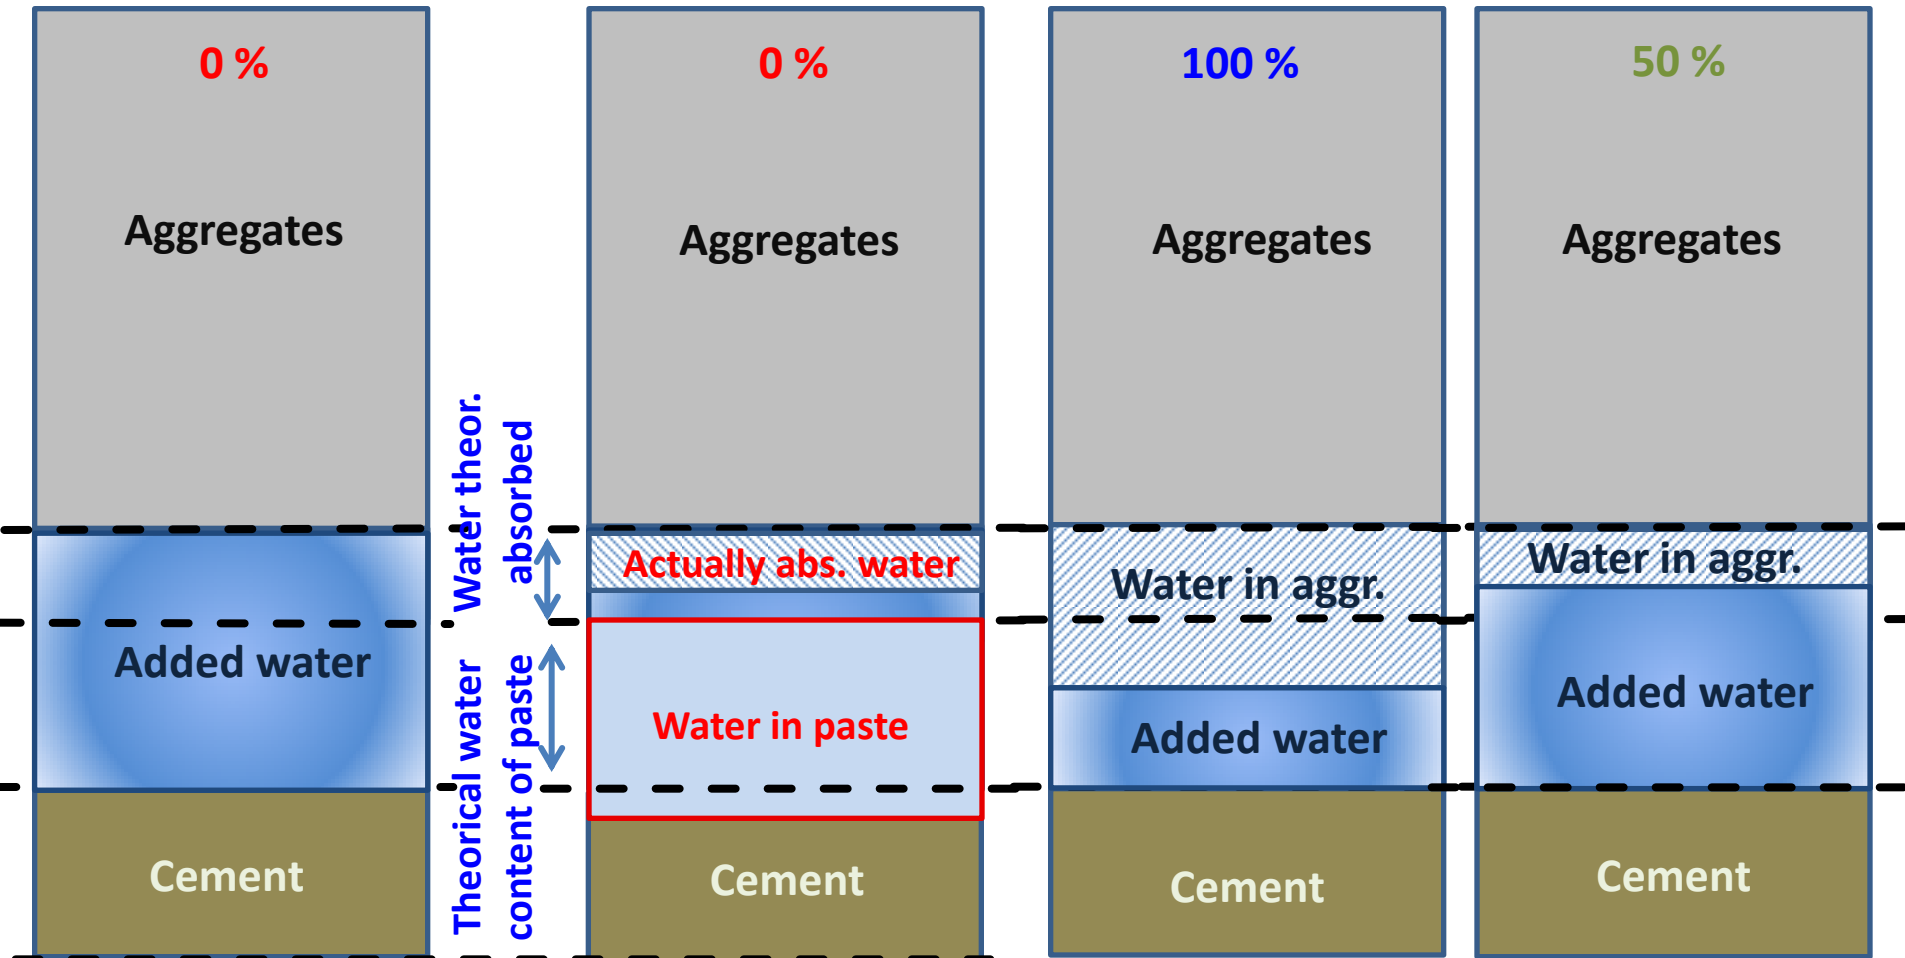 0 %
Aggregates
Added water
Cement
Water theor.
absorbed
Theorical water
content of paste
0 %
Aggregates
Actually abs. water
Water in paste
Cement
100 %
Aggregates
Water in aggr.
Added water
Cement
50 %
Aggregates
Water in aggr.
Added water
Cement